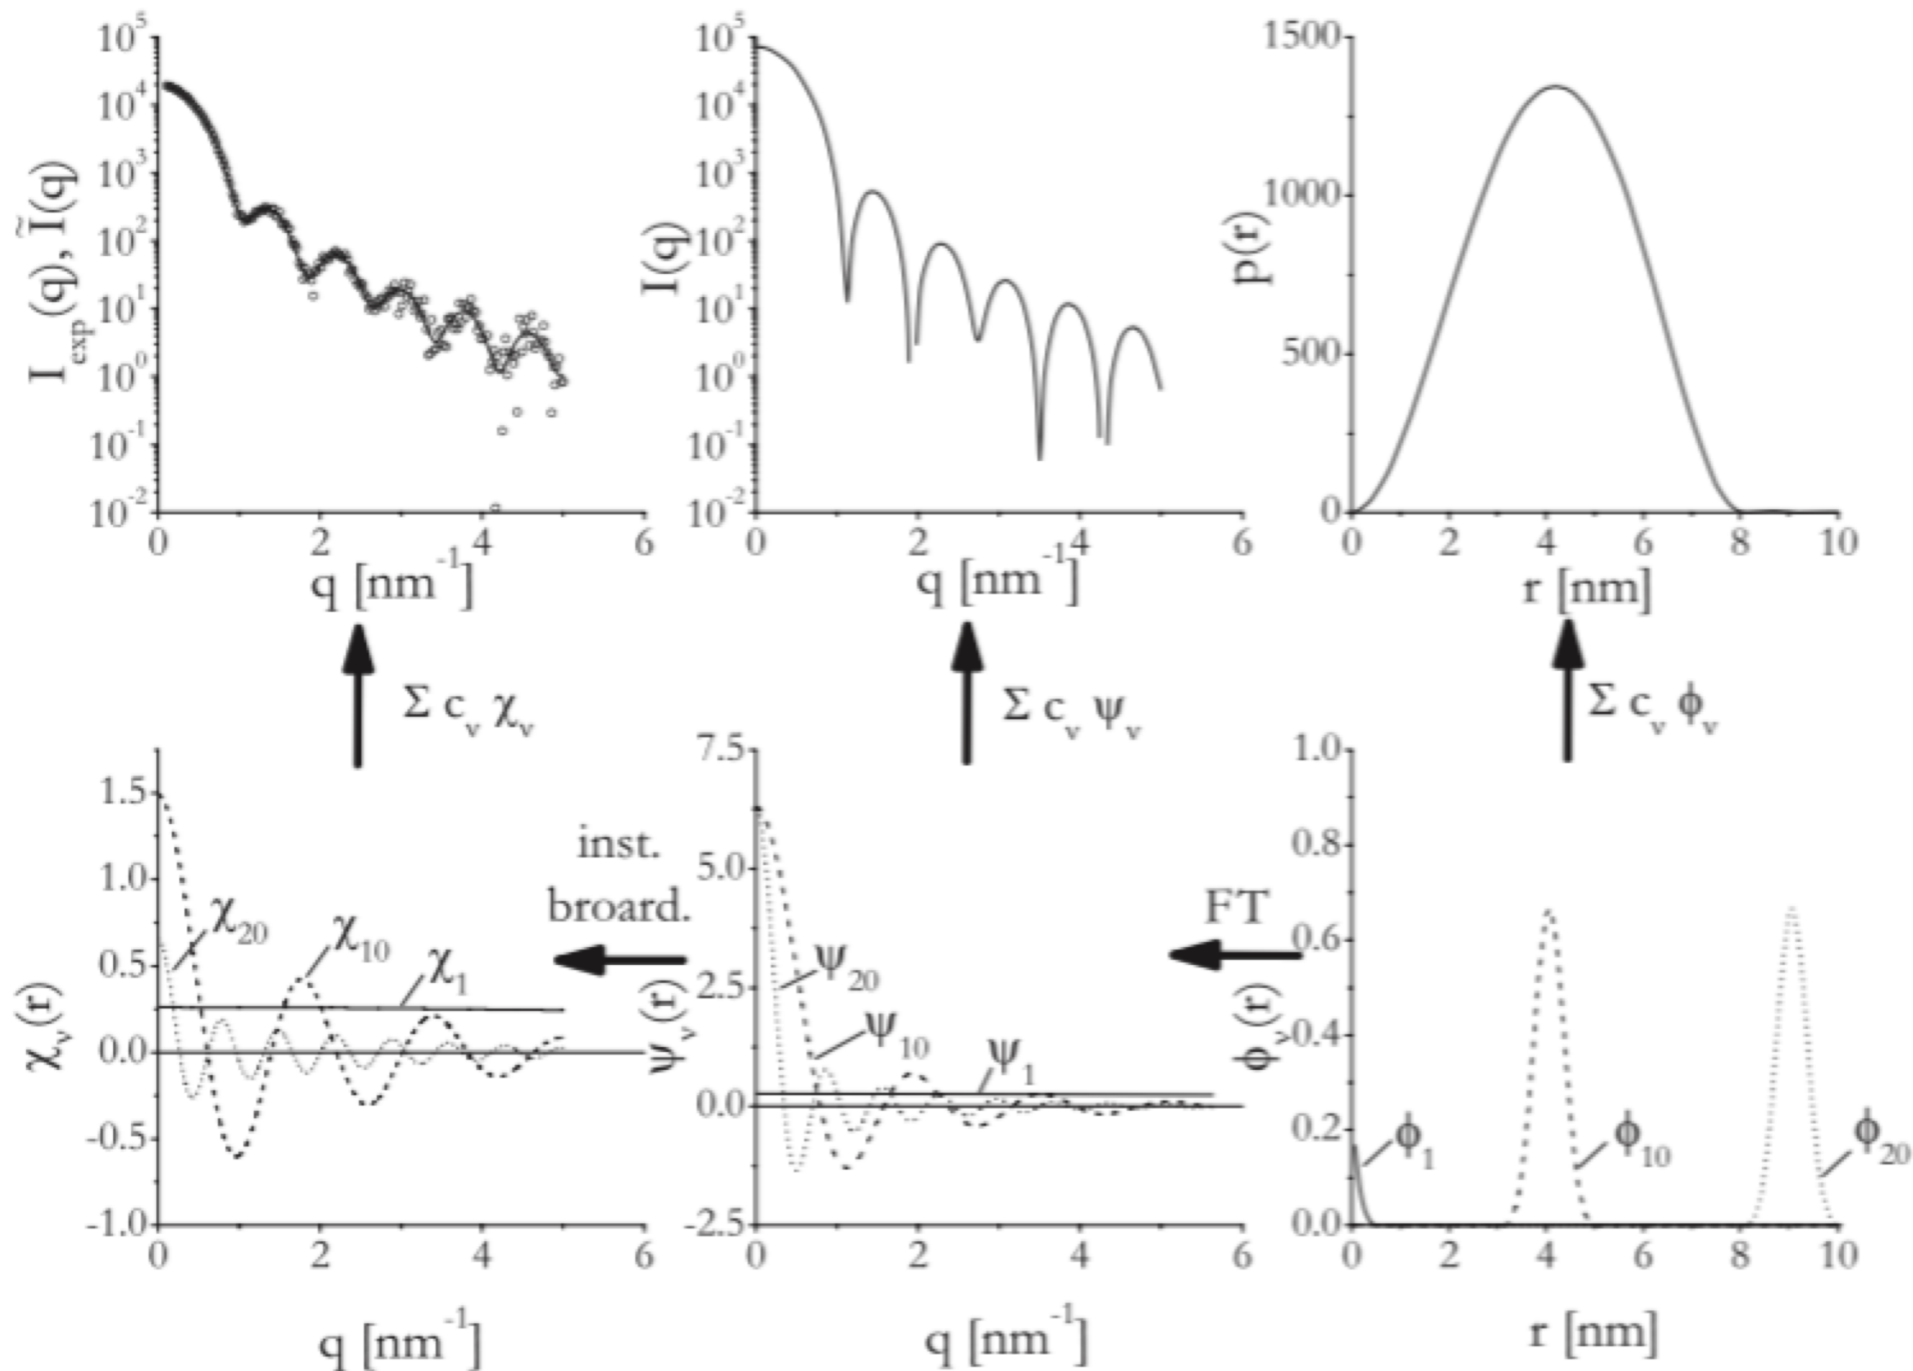 10^5
10^4
10^3
10^2
10^1
10^0
10^-1
10^-2
I_exp(q), Ĩ(q)
0 2 4 6
q [nm^-1]
10^5
10^4
10^3
10^2
10^1
10^0
10^-1
10^-2
I(q)
0 2 4 6
q [nm^-1]
1500
1000
500
0
p(r)
0 2 4 6 8 10
r [nm]
Σ c_v χ_v
Σ c_v ψ_v
Σ c_v ϕ_v
1.5
1.0
0.5
0.0
-0.5
-1.0
χ_v(r)
χ_20
χ_10
χ_1
0 2 4 6
q [nm^-1]
inst.
broard.
7.5
5.0
2.5
0.0
-2.5
ψ_v(r)
ψ_20
ψ_10
ψ_1
0 2 4 6
q [nm^-1]
FT
1.0
0.8
0.6
0.4
0.2
0.0
ϕ_v(r)
ϕ_1
ϕ_10
ϕ_20
0 2 4 6 8 10
r [nm]